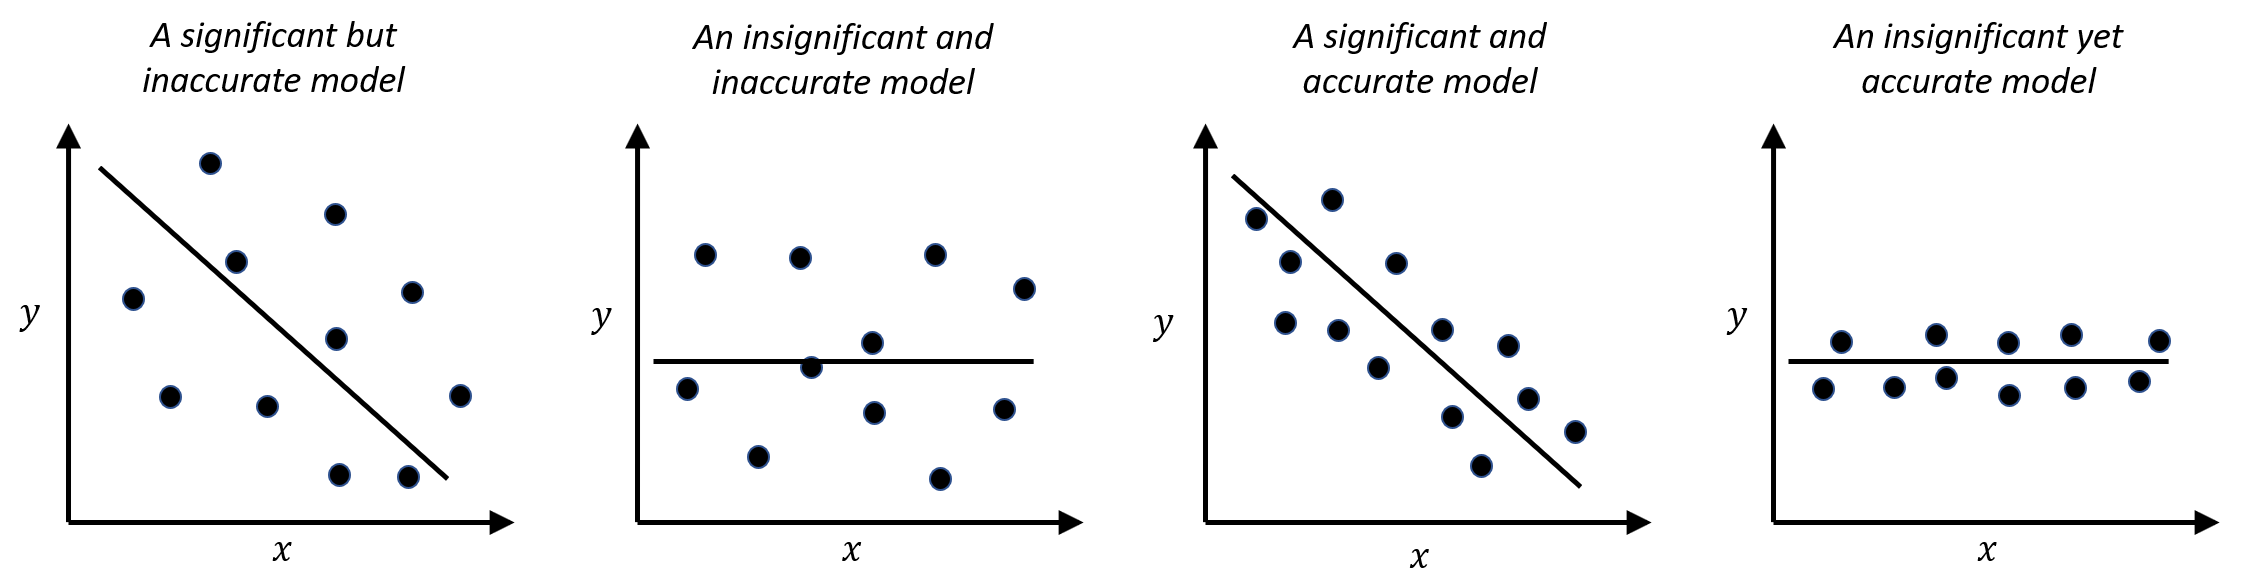 A significant but
inaccurate model
An insignificant and
inaccurate model
A significant and
accurate model
An insignificant yet
accurate model
y
x
y
x
y
x
y
x